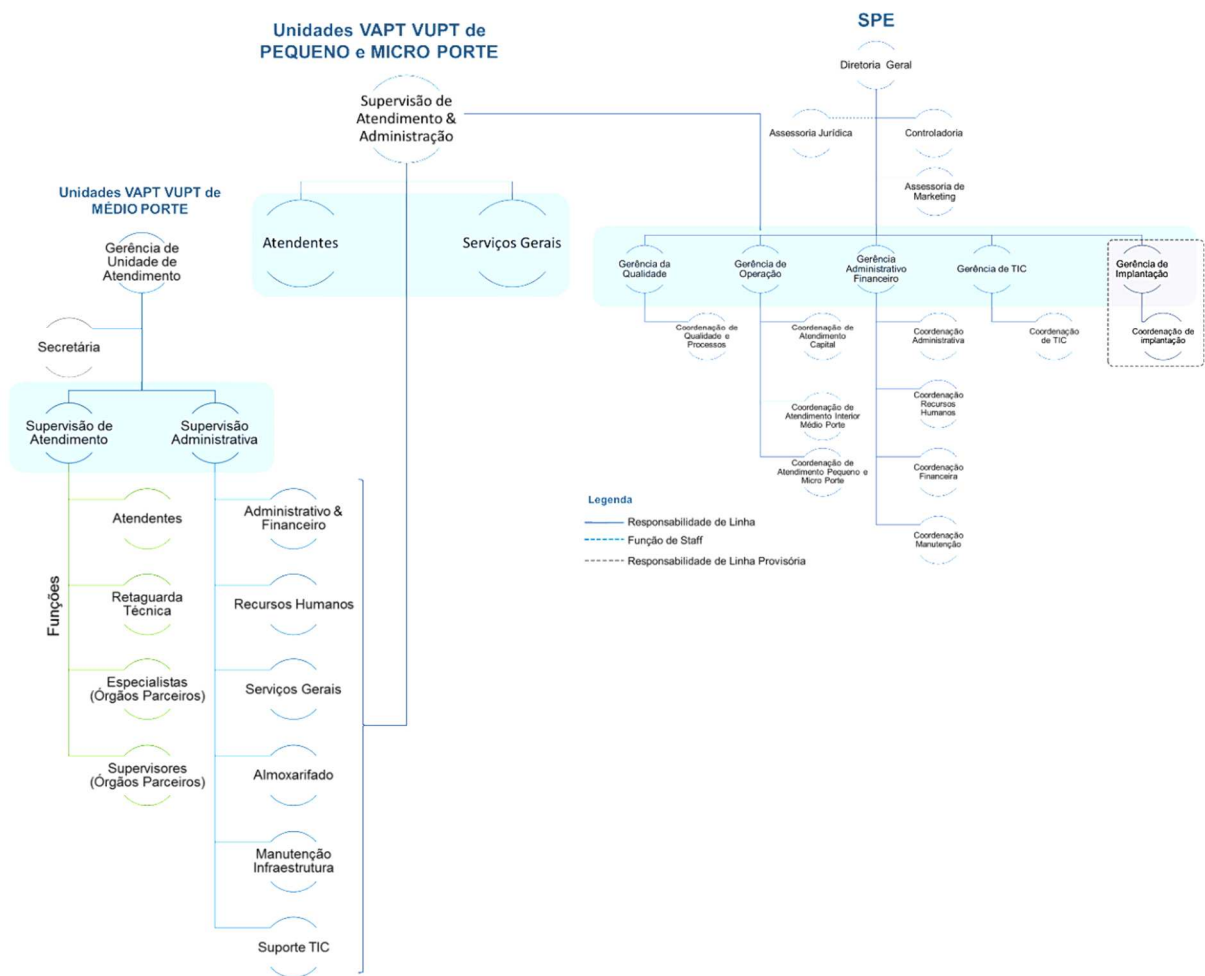 Unidades VAPT VUPT de
PEQUENO e MICRO PORTE
Supervisão de
Atendimento &
Administração
Atendentes
Serviços Gerais
Unidades VAPT VUPT de
MÉDIO PORTE
Gerência de
Unidade de
Atendimento
Secretária
Supervisão de
Atendimento
Supervisão
Administrativa
Funções
Atendentes
Retaguarda
Técnica
Especialistas
(Órgãos Parceiros)
Supervisores
(Órgãos Parceiros)
Administrativo &
Financeiro
Recursos Humanos
Serviços Gerais
Almoxarifado
Manutenção
Infraestrutura
Suporte TIC
SPE
Diretoria Geral
Assessoria Jurídica
Controladoria
Assessoria de
Marketing
Gerência da
Qualidade
Gerência de
Operação
Gerência
Administrativo
Financeiro
Gerência de TIC
Gerência de
Implantação
Coordenação de
Qualidade e
Processos
Coordenação de
Atendimento
Capital
Coordenação
Administrativa
Coordenação
de TIC
Coordenação de
implantação
Coordenação de
Atendimento Interior
Médio Porte
Coordenação
Recursos
Humanos
Coordenação de
Atendimento Pequeno e
Micro Porte
Coordenação
Financeira
Coordenação
Manutenção
Legenda
Responsabilidade de Linha
Função de Staff
Responsabilidade de Linha Provisória